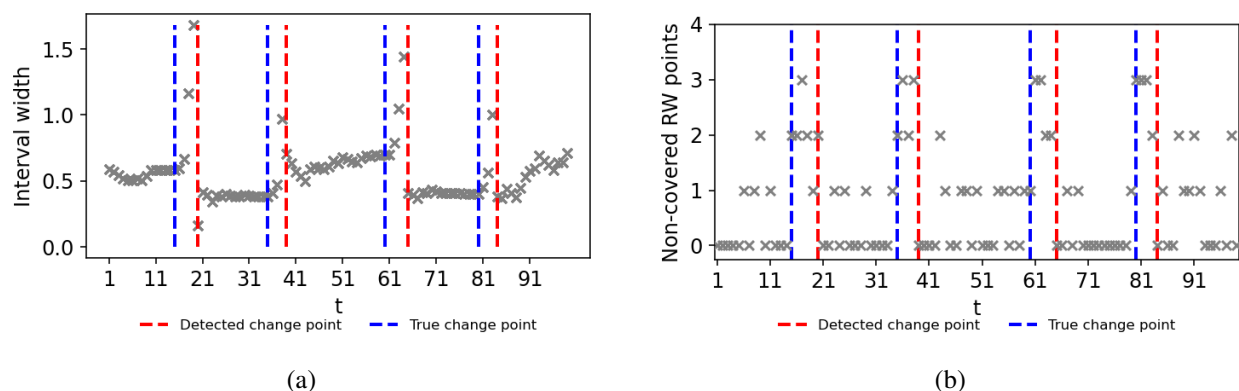 Interval width
1.5
1.0
0.5
0.0
1 11 21 31 41 51 61 71 81 91
t
Detected change point True change point
(a)
Non-covered RW points
4
3
2
1
0
1 11 21 31 41 51 61 71 81 91
t
Detected change point True change point
(b)